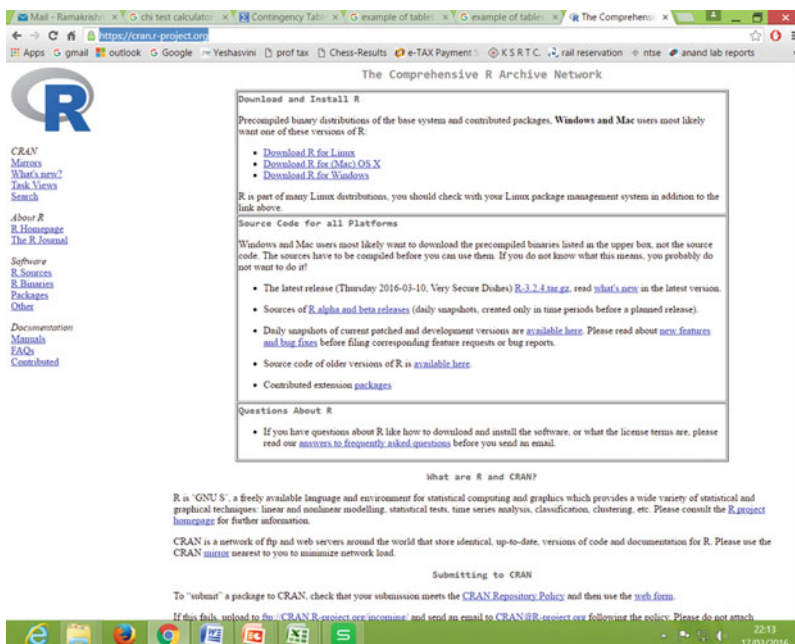 Mail - Ramakrish
chi test calculator
Contingency Tabl
example of tables
example of tables
The Comprehensi
https://cran.r-project.org
Apps gmail outlook Google Yeshasvini prof tax Chess-Results e-TAX Payment S K S R T C. rail reservation ntse anand lab reports
The Comprehensive R Archive Network
R
CRAN
Mirrors
What's new?
Task Views
Search
About R
R Homepage
The R Journal
Software
R Sources
R Binaries
Packages
Other
Documentation
Manuals
FAQs
Contributed
Download and Install R
Precompiled binary distributions of the base system and contributed packages, Windows and Mac users most likely
want one of these versions of R:
Download R for Linux
Download R for (Mac) OS X
Download R for Windows
R is part of many Linux distributions, you should check with your Linux package management system in addition to the
link above.
Source Code for all Platforms
Windows and Mac users most likely want to download the precompiled binaries listed in the upper box, not the source
code. The sources have to be compiled before you can use them. If you do not know what this means, you probably do
not want to do it!
The latest release (Thursday 2016-03-10, Very Secure Dishes) R-3.2.4.tar.gz, read what's new in the latest version.
Sources of R alpha and beta releases (daily snapshots, created only in time periods before a planned release).
Daily snapshots of current patched and development versions are available here. Please read about new features
and bug fixes before filing corresponding feature requests or bug reports.
Source code of older versions of R is available here.
Contributed extension packages
Questions About R
If you have questions about R like how to download and install the software, or what the license terms are, please
read our answers to frequently asked questions before you send an email.
What are R and CRAN?
R is 'GNU S', a freely available language and environment for statistical computing and graphics which provides a wide variety of statistical and
graphical techniques: linear and nonlinear modelling, statistical tests, time series analysis, classification, clustering, etc. Please consult the R project
homepage for further information.
CRAN is a network of ftp and web servers around the world that store identical, up-to-date, versions of code and documentation for R. Please use the
CRAN mirror nearest to you to minimize network load.
Submitting to CRAN
To "submit" a package to CRAN, check that your submission meets the CRAN Repository Policy and then use the web form.
If this fails, upload to ftp://CRAN.R-project.org/incoming/ and send an email to CRAN@R-project.org following the policy. Please do not attach
22:13
17/03/2016